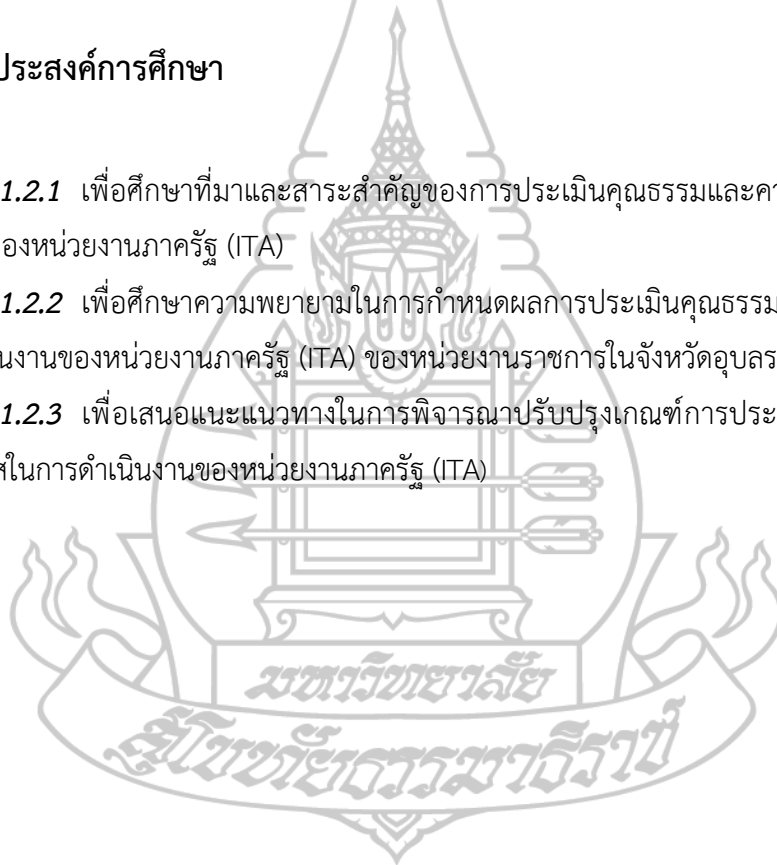 ประสงค์การศึกษา
1.2.1 เพื่อศึกษาที่มาและสาระสำคัญของการประเมินคุณธรรมและ
องหน่วยงานภาครัฐ (ITA)
1.2.2 เพื่อศึกษาความพยายามในการกำหนดผลการประเมินคุณธรรม
นงานของหน่วยงานภาครัฐ (ITA) ของหน่วยงานราชการในจังหวัดอุบลร
1.2.3 เพื่อเสนอแนะแนวทางในการพิจารณาปรับปรุงเกณฑ์การประ
สในการดำเนินงานของหน่วยงานภาครัฐ (ITA)
มหาวิทยาลัย
สุโขทัยธรรมาธิราช